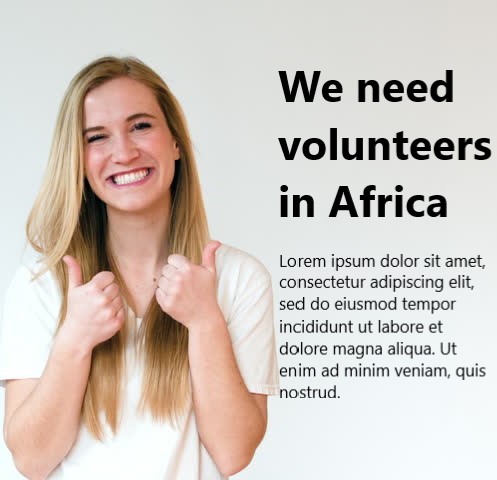 We need
volunteers
in Africa
Lorem ipsum dolor sit amet,
consectetur adipiscing elit,
sed do eiusmod tempor
incididunt ut labore et
dolore magna aliqua. Ut
enim ad minim veniam, quis
nostrud.